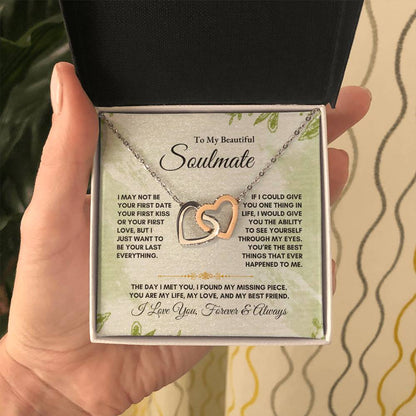 To My Beautiful
Soulmate
I MAY NOT BE
YOUR FIRST DATE
YOUR FIRST KISS
OR YOUR FIRST
LOVE, BUT I
JUST WANT TO
BE YOUR LAST
EVERYTHING.
IF I COULD GIVE
YOU ONE THING IN
LIFE, I WOULD GIVE
YOU THE ABILITY
TO SEE YOURSELF
THROUGH MY EYES.
YOU'RE THE BEST
THINGS THAT EVER
HAPPENED TO ME.
THE DAY I MET YOU, I FOUND MY MISSING PIECE,
YOU ARE MY LIFE, MY LOVE, AND MY BEST FRIEND.
I Love You, Forever & Always